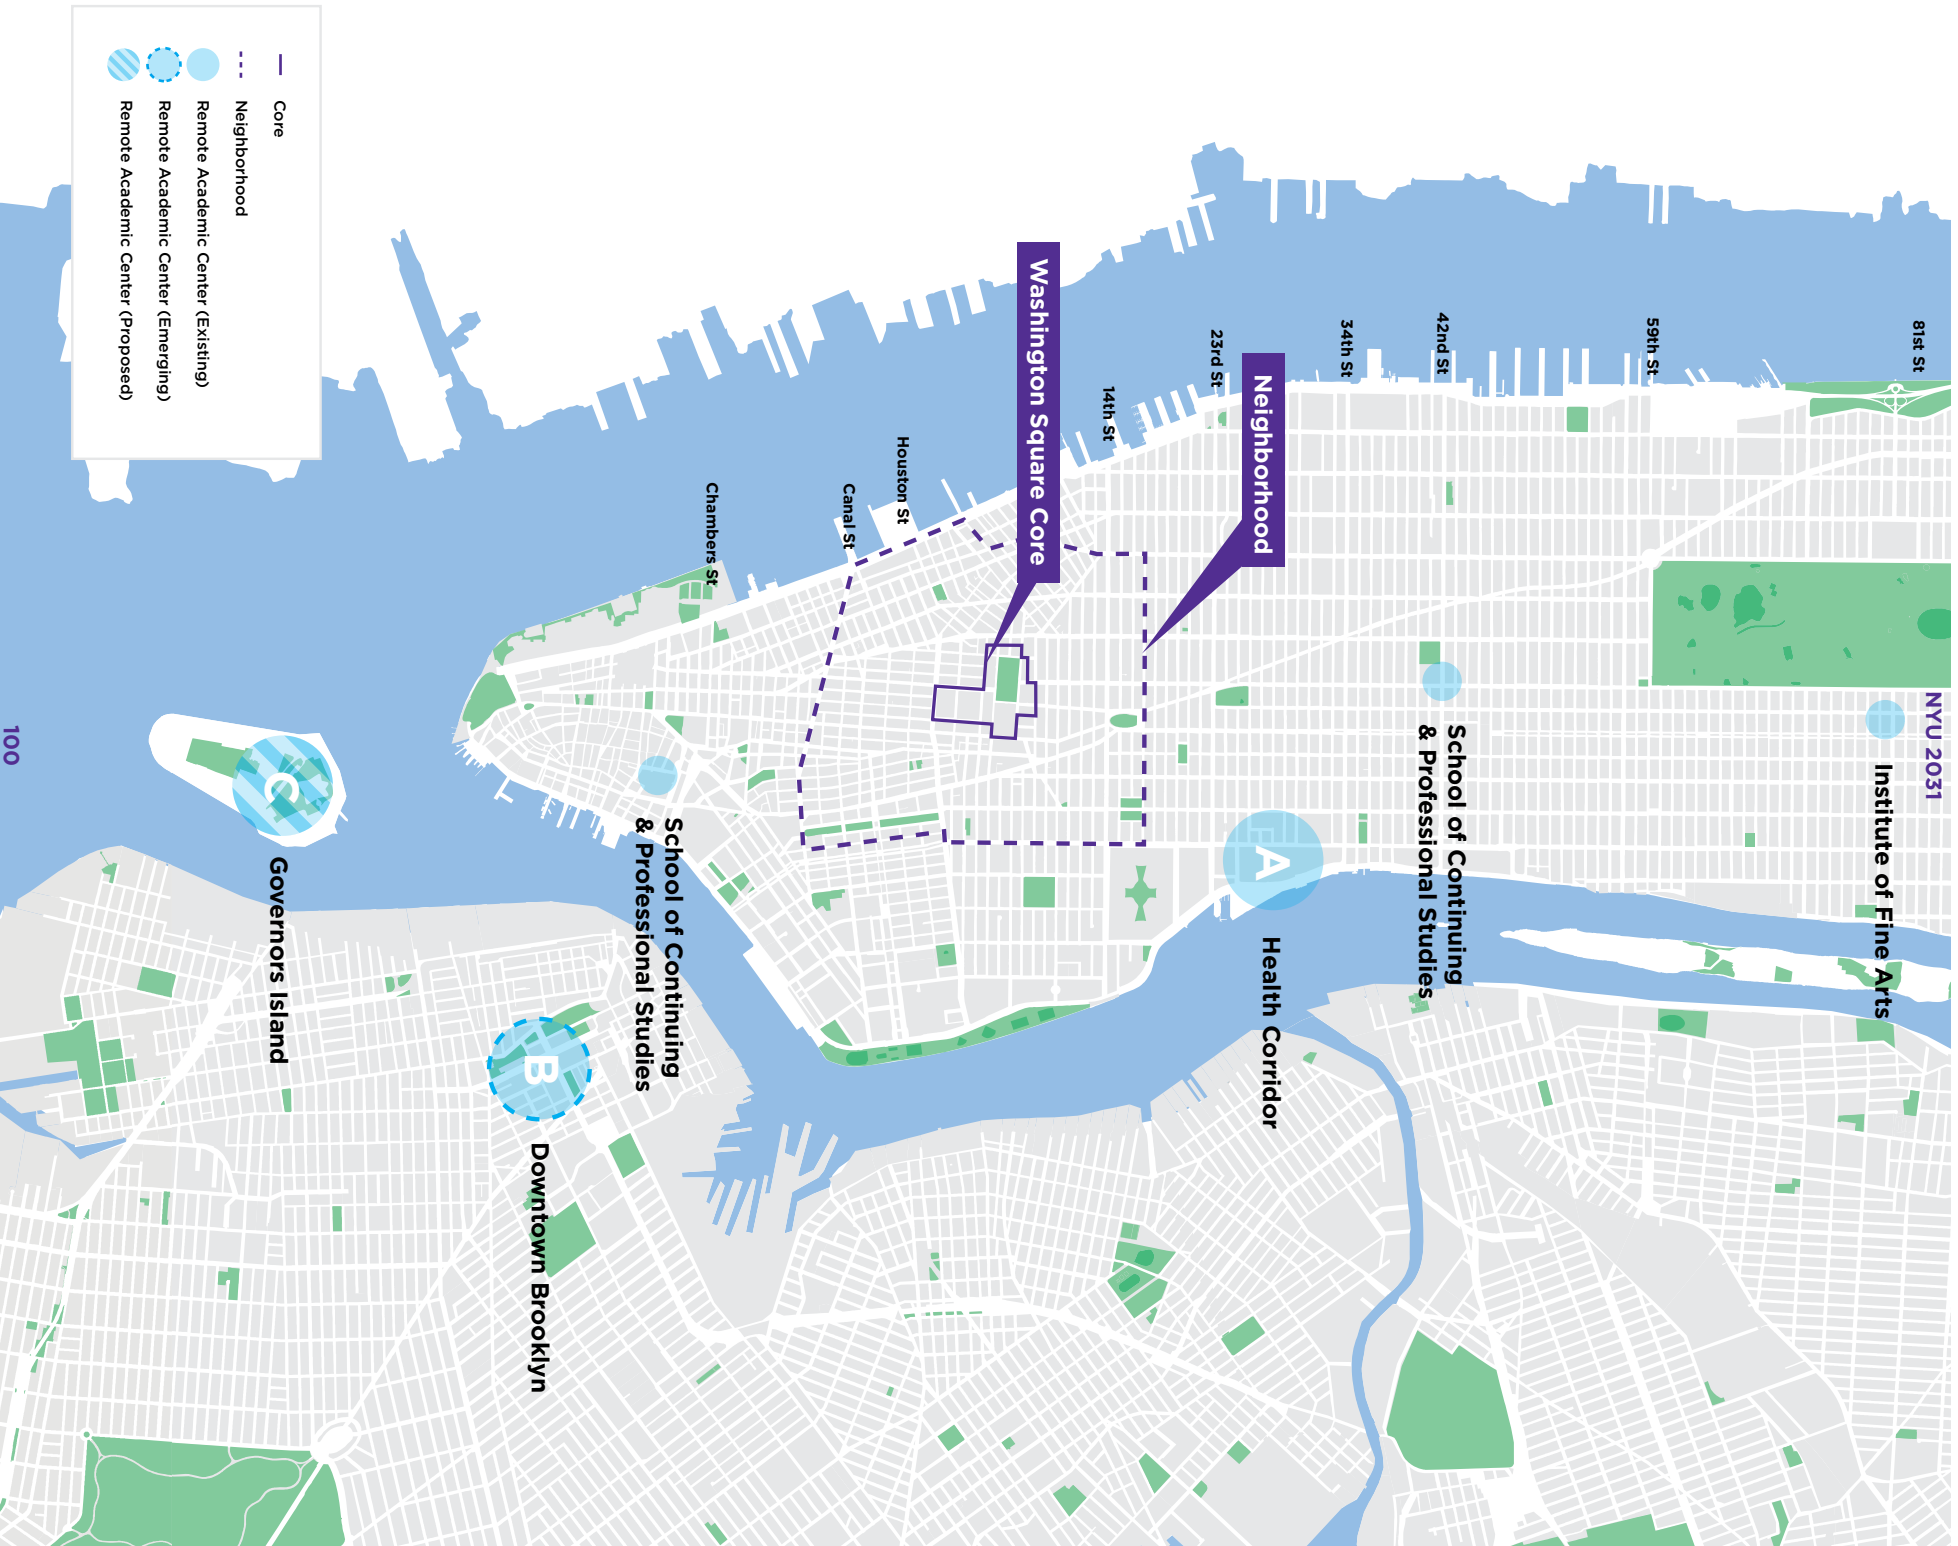 NYU 2031
81st St
59th St
42nd St
34th St
23rd St
14th St
Houston St
Canal St
Chambers St
Neighborhood
Washington Square Core
Institute of Fine Arts
School of Continuing
& Professional Studies
A
Health Corridor
School of Continuing
& Professional Studies
B
Downtown Brooklyn
C
Governors Island
Core
Neighborhood
Remote Academic Center (Existing)
Remote Academic Center (Emerging)
Remote Academic Center (Proposed)
100